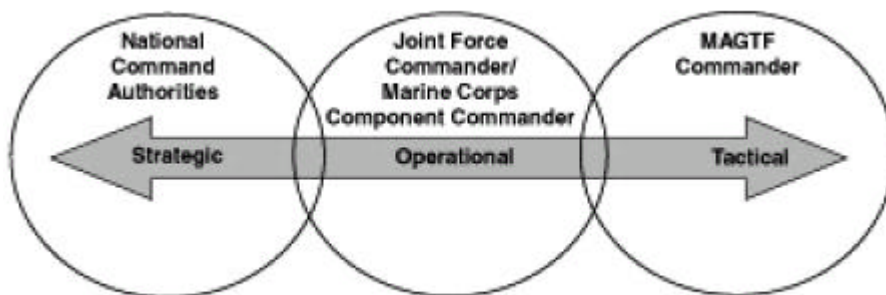 National
Command
Authorities
Joint Force
Commander/
Marine Corps
Component Commander
MAGTF
Commander
Strategic
Operational
Tactical